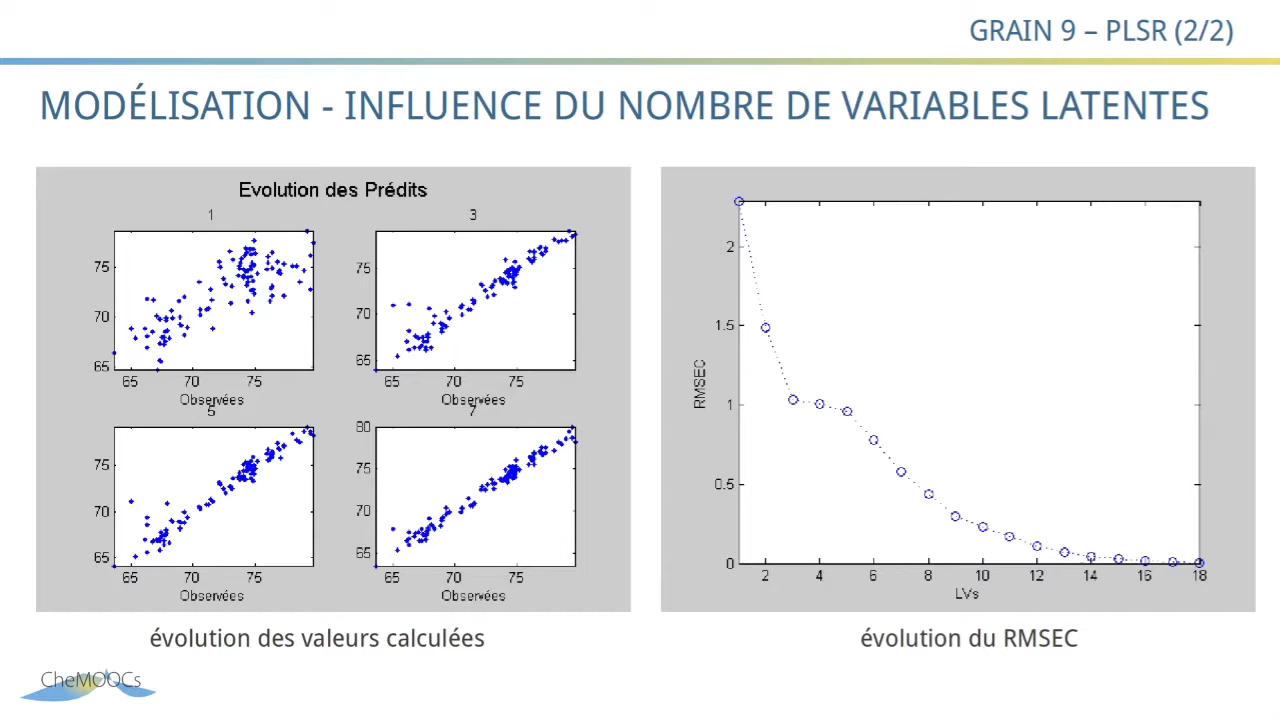 GRAIN 9 – PLSR (2/2)
MODÉLISATION - INFLUENCE DU NOMBRE DE VARIABLES LATENTES
Evolution des Prédits
1
75
70
65
65 70 75
Observées
3
75
70
65
65 70 75
Observées
5
75
70
65
65 70 75
Observées
7
80
75
70
65
65 70 75
Observées
évolution des valeurs calculées
RMSEC
2
1.5
1
0.5
0
2 4 6 8 10 12 14 16 18
LVs
évolution du RMSEC
CheMOOCs